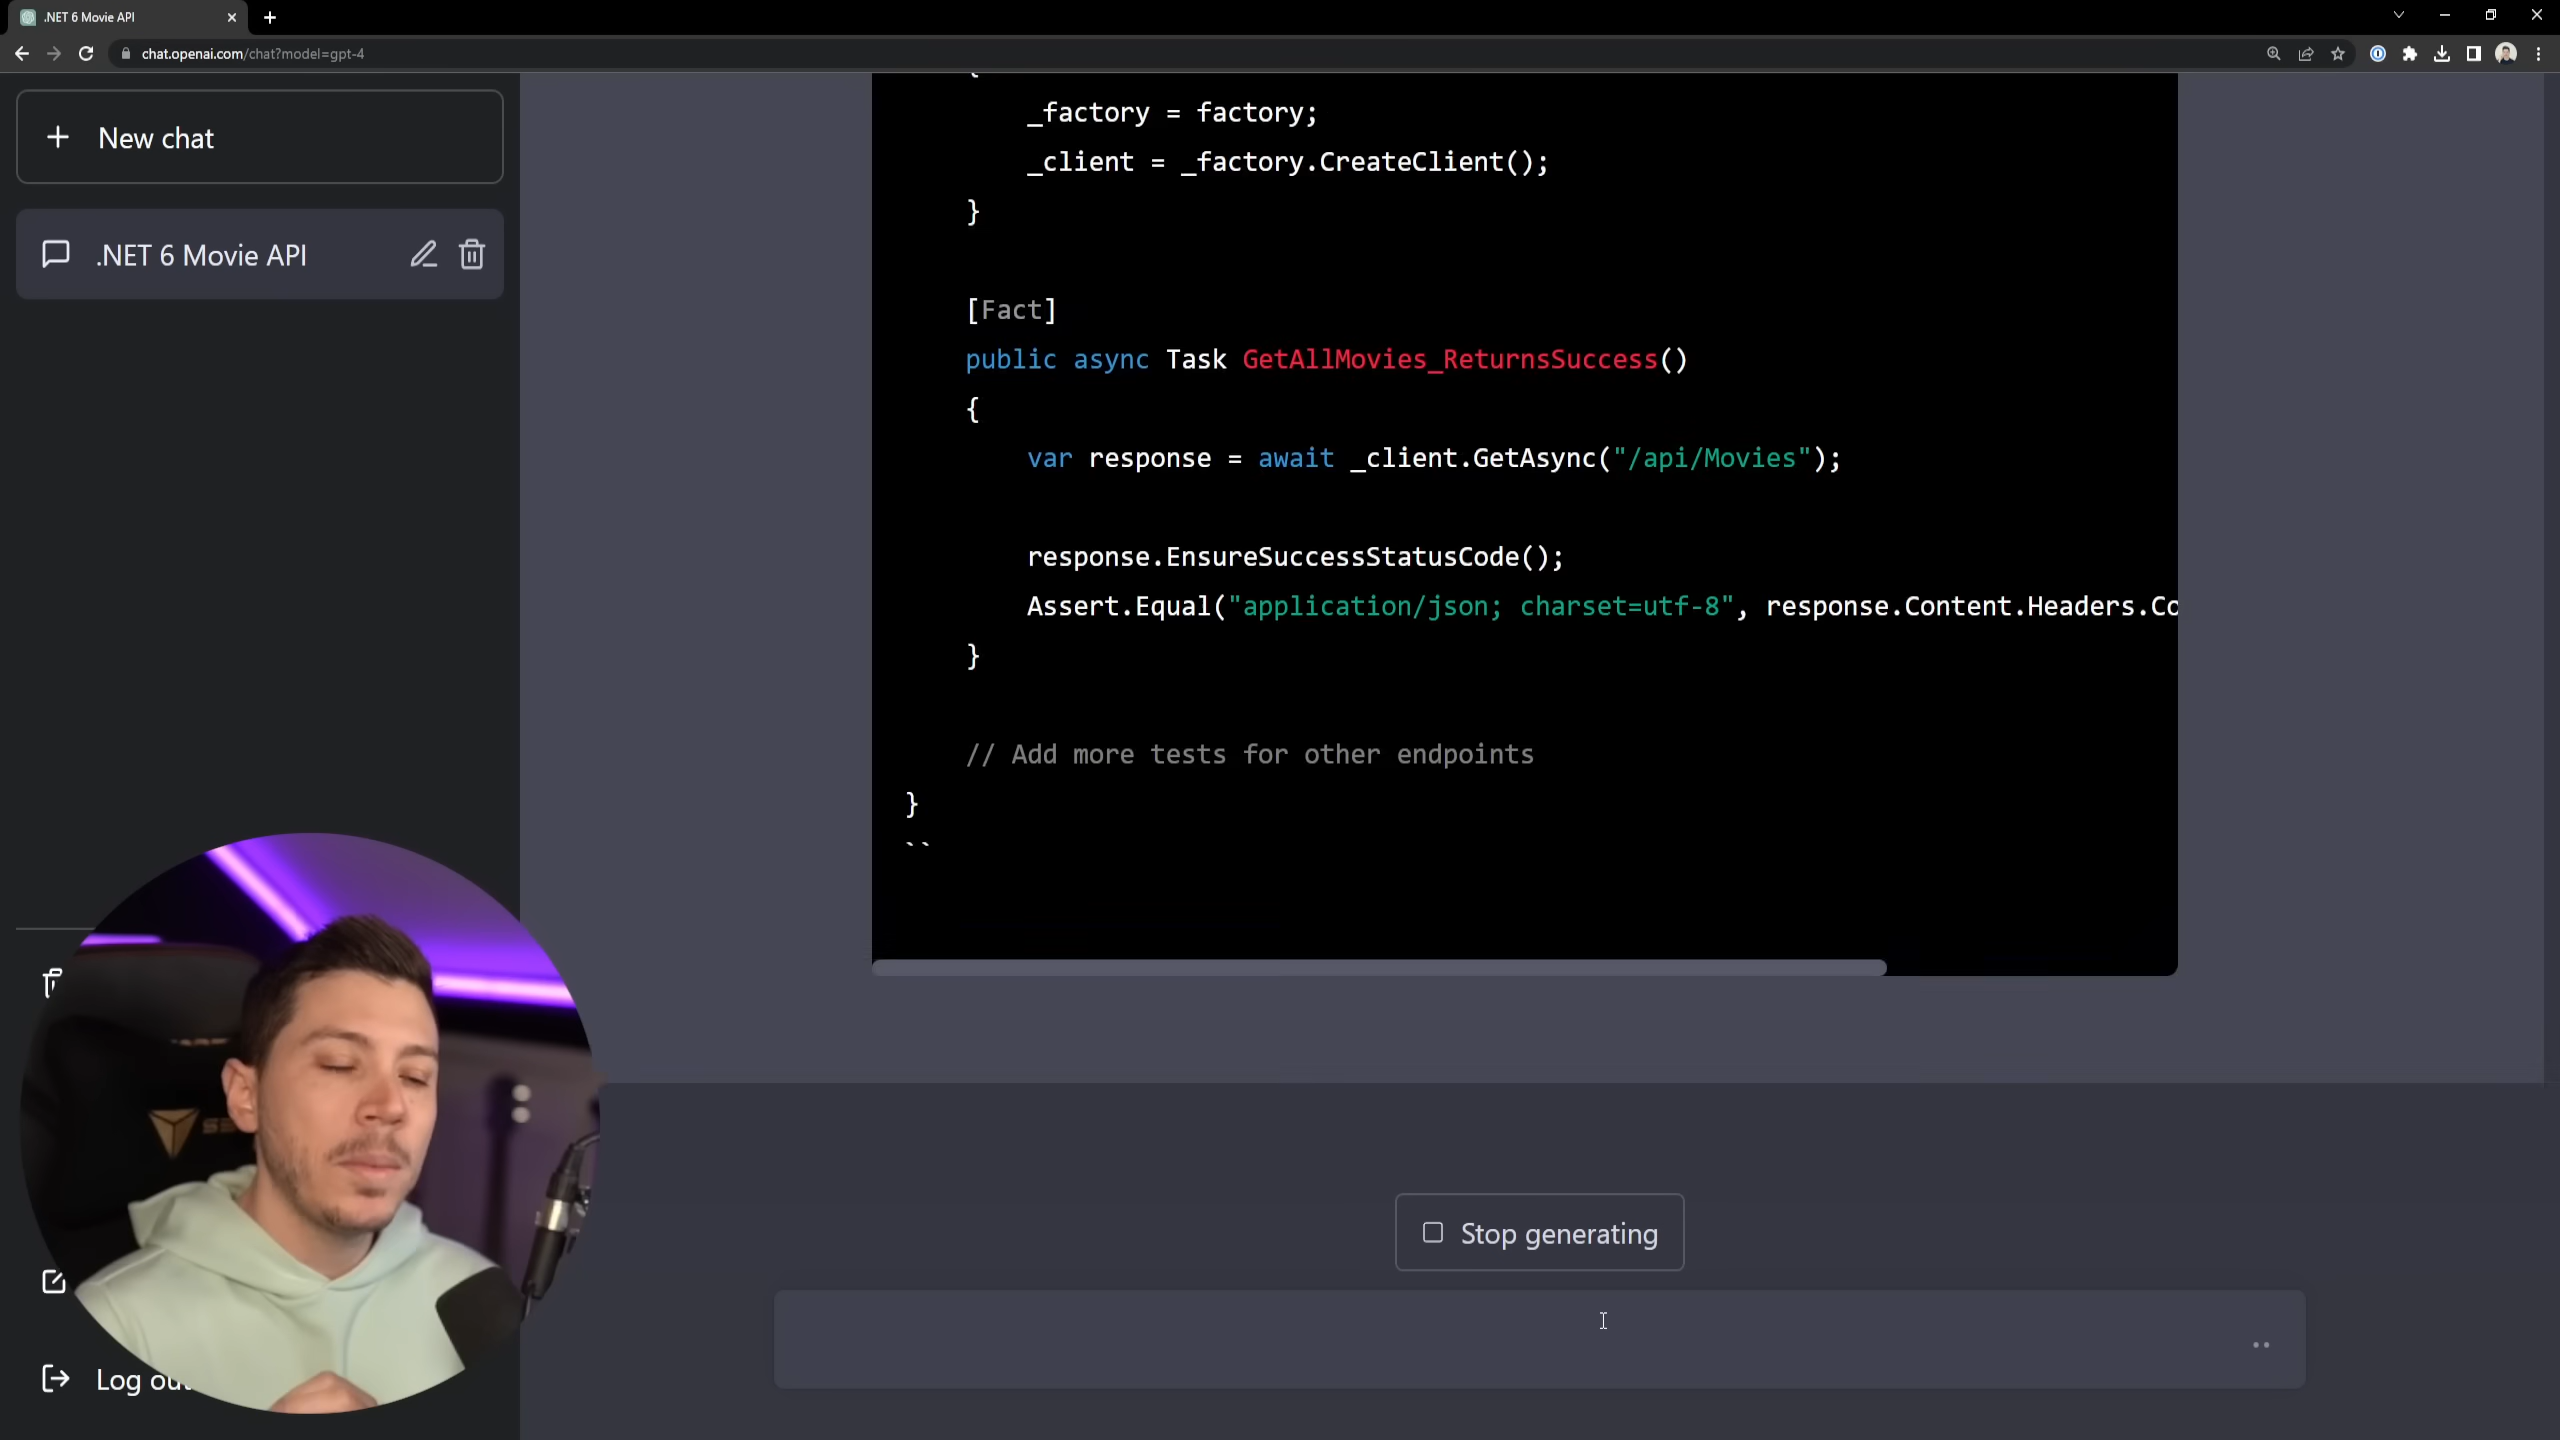 .NET 6 Movie API
chat.openai.com/chat?model=gpt-4
New chat
.NET 6 Movie API
{
_factory = factory;
_client = _factory.CreateClient();
}
[Fact]
public async Task GetAllMovies_ReturnsSuccess()
{
var response = await _client.GetAsync("/api/Movies");
response.EnsureSuccessStatusCode();
Assert.Equal("application/json; charset=utf-8", response.Content.Headers.Co
}
// Add more tests for other endpoints
}
``
Stop generating
Log out